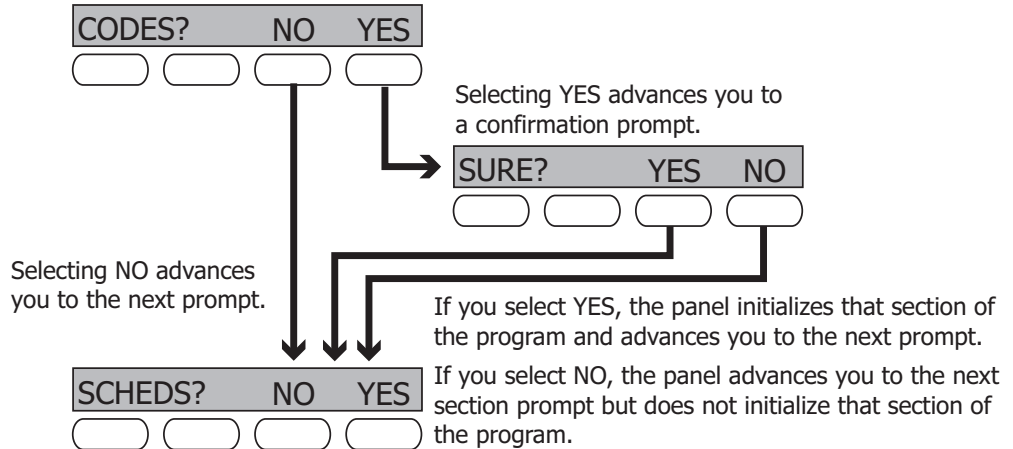 CODES? NO YES
Selecting YES advances you to
a confirmation prompt.
SURE? YES NO
Selecting NO advances
you to the next prompt.
If you select YES, the panel initializes that section of
the program and advances you to the next prompt.
SCHEDS? NO YES
If you select NO, the panel advances you to the next
section prompt but does not initialize that section of
the program.